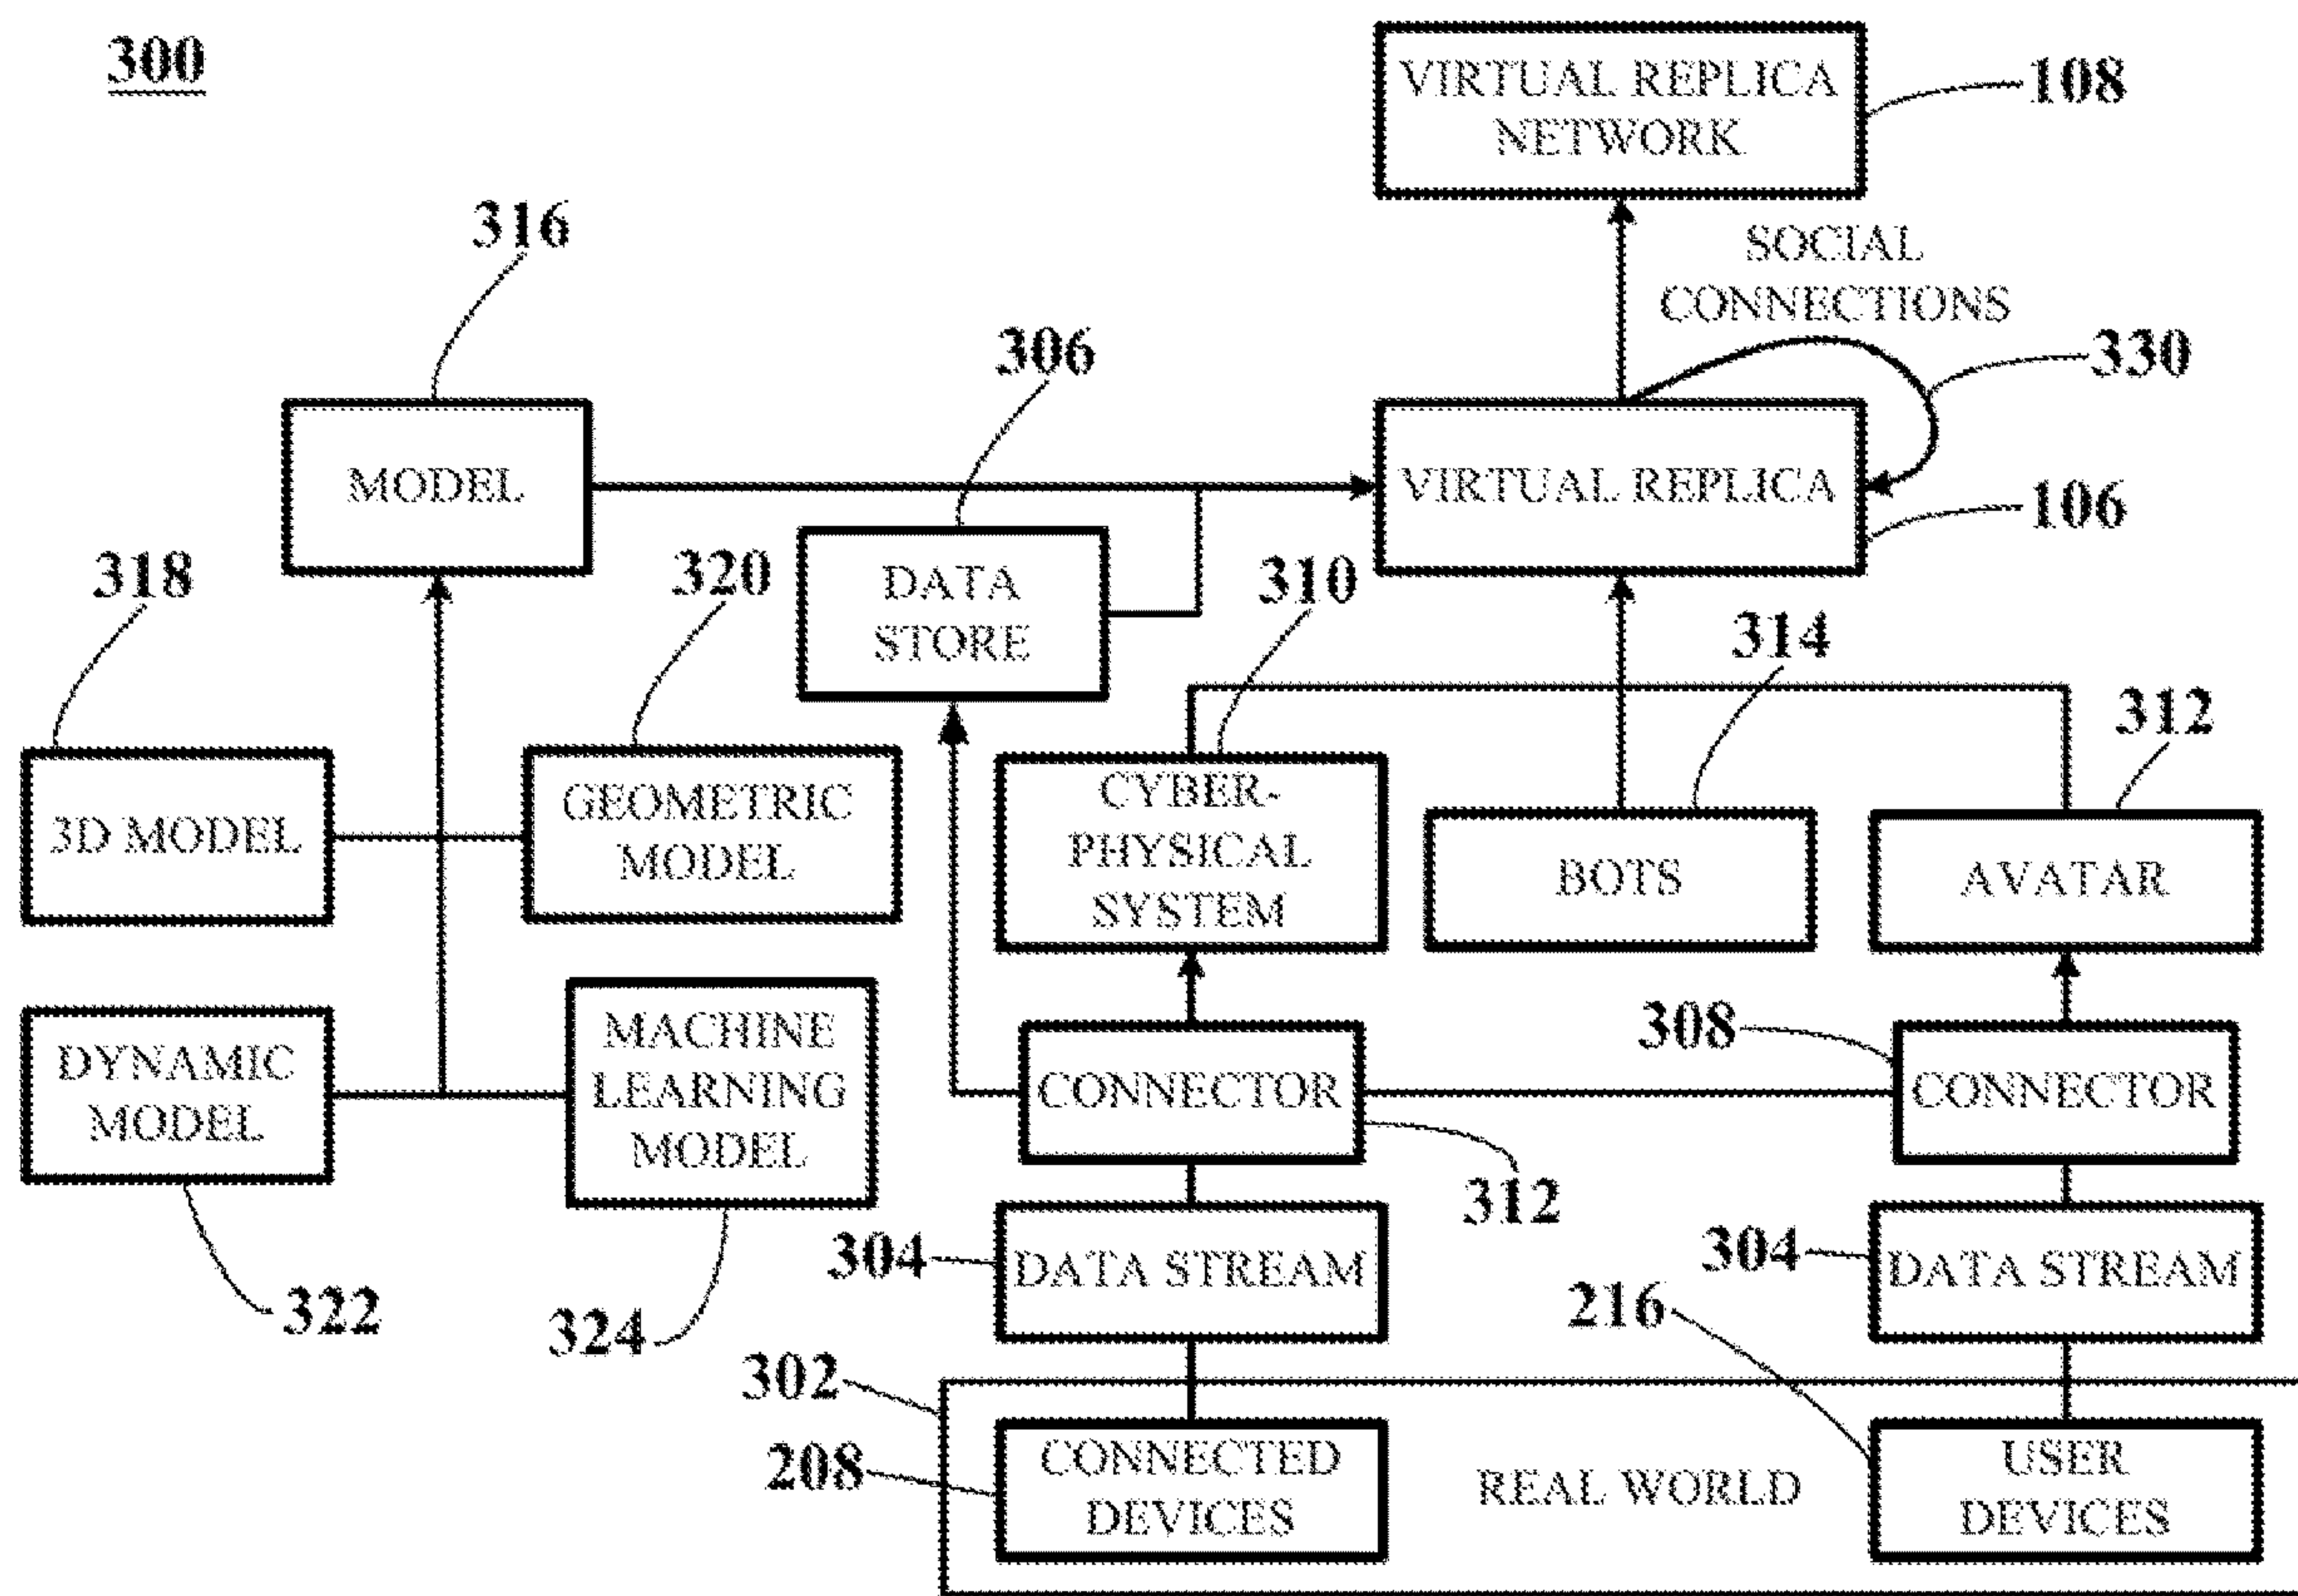 300
VIRTUAL REPLICA
NETWORK
108
316
SOCIAL
CONNECTIONS
306
330
MODEL
VIRTUAL REPLICA
106
318
320
DATA
STORE
310
314
312
3D MODEL
GEOMETRIC
MODEL
CYBER-
PHYSICAL
SYSTEM
BOTS
AVATAR
DYNAMIC
MODEL
MACHINE
LEARNING
MODEL
CONNECTOR
308
CONNECTOR
312
322
324
304
DATA STREAM
304
DATA STREAM
216
302
208
CONNECTED
DEVICES
REAL WORLD
USER
DEVICES